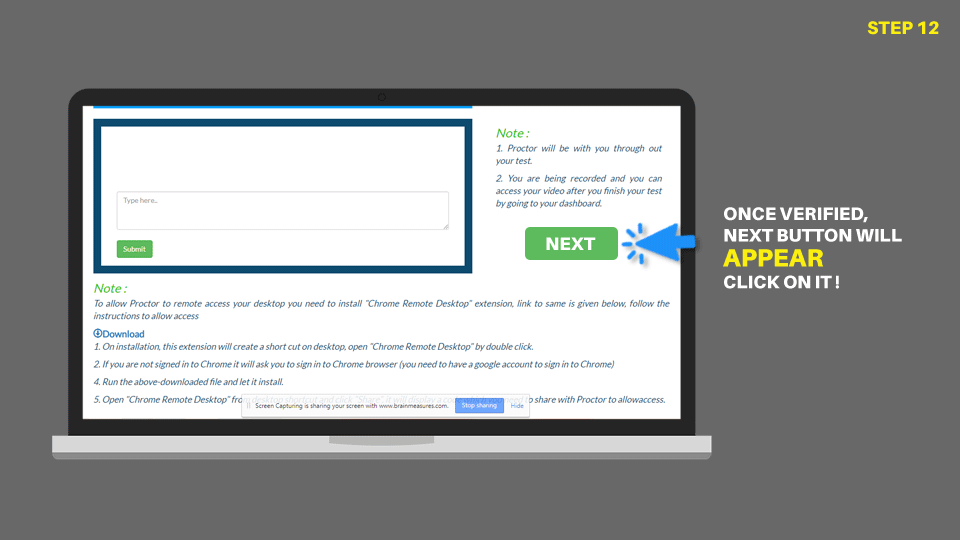 STEP 12
Type here..
Submit
Note :
1. Proctor will be with you through out
your test.
2. You are being recorded and you can
access your video after you finish your test
by going to your dashboard.
NEXT
ONCE VERIFIED,
NEXT BUTTON WILL
APPEAR
CLICK ON IT !
Note :
To allow Proctor to remote access your desktop you need to install "Chrome Remote Desktop" extension, link to same is given below, follow the
instructions to allow access
Download
1. On installation, this extension will create a short cut on desktop, open "Chrome Remote Desktop" by double click.
2. If you are not signed in to Chrome it will ask you to sign in to Chrome browser (you need to have a google account to sign in to Chrome)
4. Run the above-downloaded file and let it install.
5. Open "Chrome Remote Desktop" to share with Proctor to allowaccess.
Screen Capturing is sharing your screen with www.brainmeasures.com.
Stop sharing
Hide